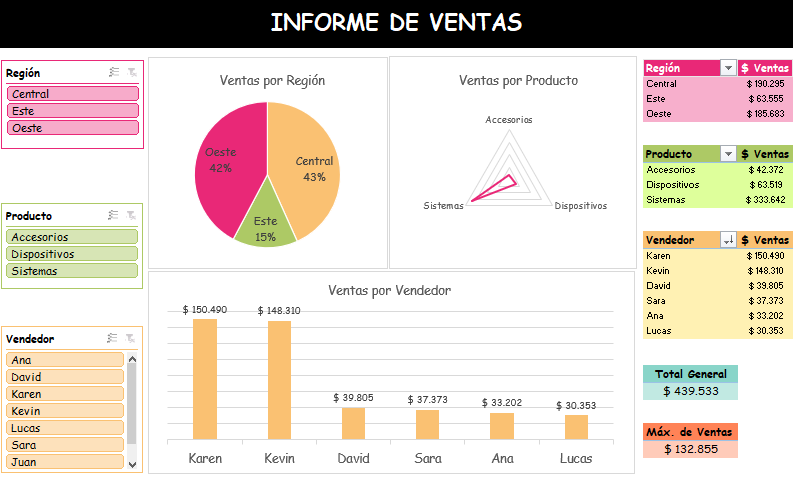 INFORME DE VENTAS
Región
Central
Este
Oeste
Producto
Accesorios
Dispositivos
Sistemas
Vendedor
Ana
David
Karen
Kevin
Lucas
Sara
Juan
Ventas por Región
Oeste
42%
Central
43%
Este
15%
Ventas por Producto
Accesorios
Sistemas
Dispositivos
Ventas por Vendedor
$ 150.490
$ 148.310
$ 39.805
$ 37.373
$ 33.202
$ 30.353
Karen
Kevin
David
Sara
Ana
Lucas
Región $ Ventas
Central $ 190.295
Este $ 63.555
Oeste $ 185.683
Producto $ Ventas
Accesorios $ 42.372
Dispositivos $ 63.519
Sistemas $ 333.642
Vendedor $ Ventas
Karen $ 150.490
Kevin $ 148.310
David $ 39.805
Sara $ 37.373
Ana $ 33.202
Lucas $ 30.353
Total General
$ 439.533
Máx. de Ventas
$ 132.855